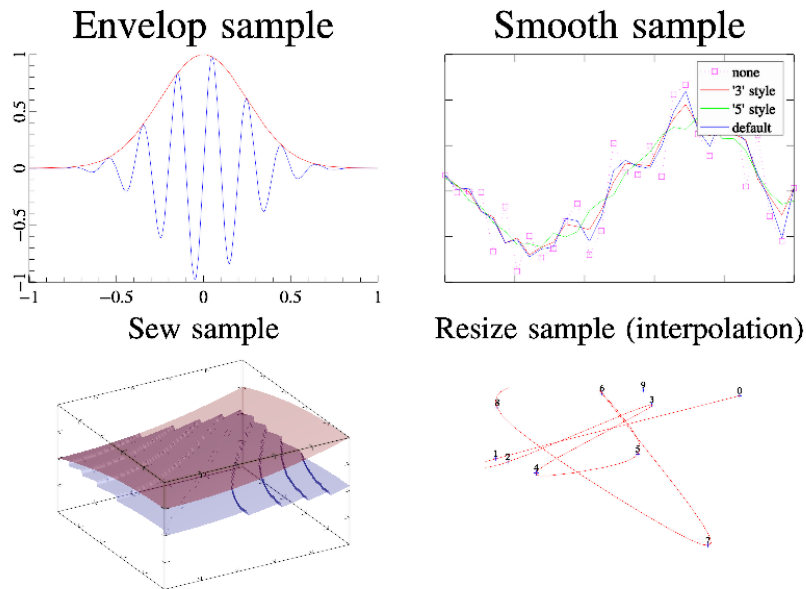 Envelop sample
Smooth sample
none
'3' style
'5' style
default
1
0.5
0
−0.5
−1
−1
−0.5
0
0.5
1
Sew sample
Resize sample (interpolation)
9
6
0
3
8
5
1
2
4
7